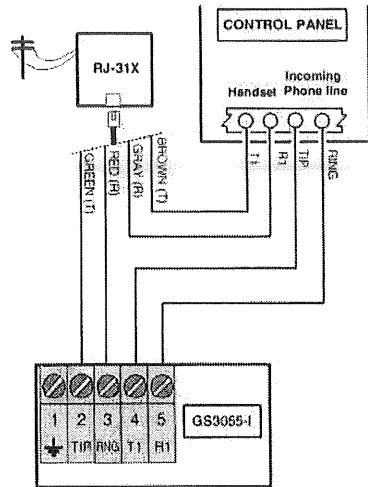 CONTROL PANEL
RJ-31X
Handset
Incoming
Phone line
GREEN (T)
RED (R)
GRAY (R)
BROWN (T)
T1
R1
TIP
RING
1 2 3 4 5
TIP RNG T1 R1
GS3055-I